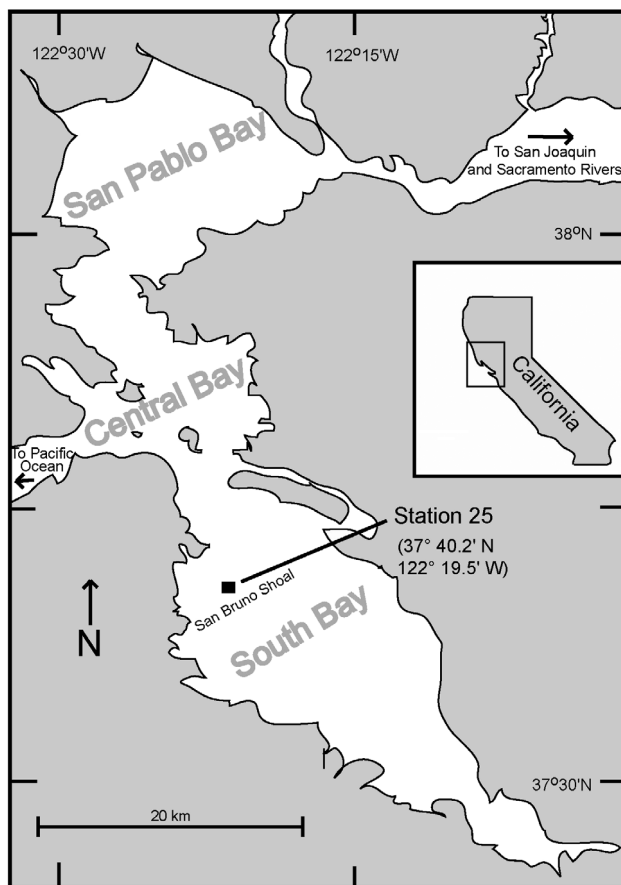 122°30'W
122°15'W
San Pablo Bay
To San Joaquin
and Sacramento Rivers
38°N
California
Central Bay
To Pacific
Ocean
Station 25
(37° 40.2' N
122° 19.5' W)
San Bruno Shoal
South Bay
N
37°30'N
20 km